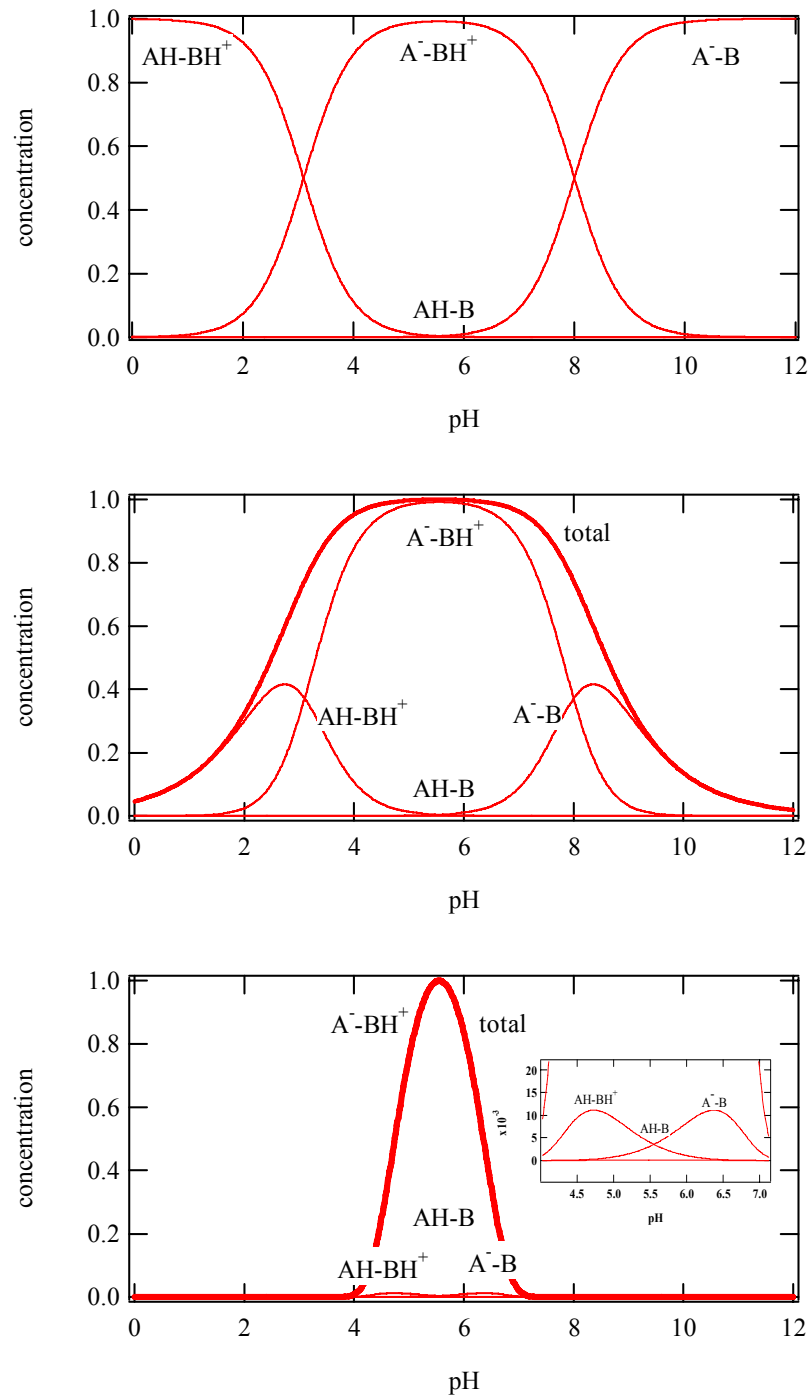 1.0
0.8
0.6
0.4
0.2
0.0
concentration
AH-BH⁺
A⁻-BH⁺
A⁻-B
AH-B
0 2 4 6 8 10 12
pH
1.0
0.8
0.6
0.4
0.2
0.0
concentration
total
A⁻-BH⁺
AH-BH⁺
A⁻-B
AH-B
0 2 4 6 8 10 12
pH
1.0
0.8
0.6
0.4
0.2
0.0
concentration
A⁻-BH⁺
total
AH-B
AH-BH⁺
A⁻-B
0 2 4 6 8 10 12
pH
20
15
10
5
0
x10⁻³
AH-BH⁺
A⁻-B
AH-B
4.5 5.0 5.5 6.0 6.5 7.0
pH